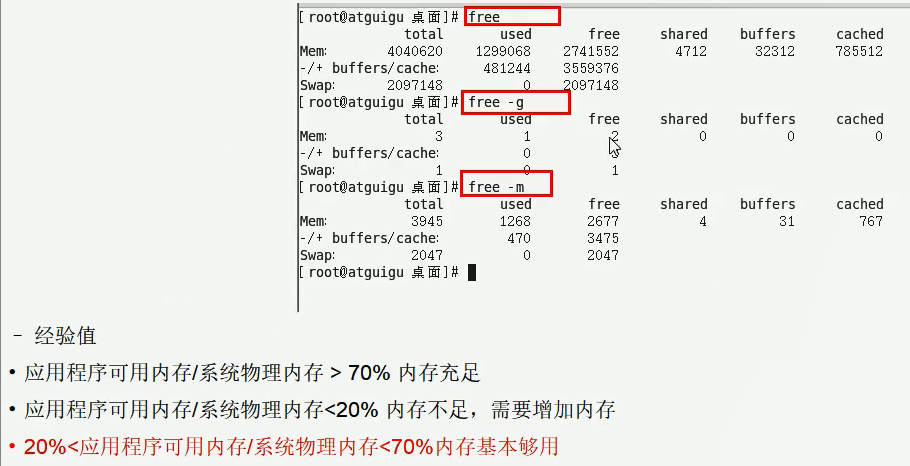 [root@atguigu 桌面]# free
total used free shared buffers cached
Mem: 4040620 1299068 2741552 4712 32312 785512
-/+ buffers/cache: 481244 3559376
Swap: 2097148 0 2097148
[root@atguigu 桌面]# free -g
total used free shared buffers cached
Mem: 3 1 2 0 0 0
-/+ buffers/cache: 0 3
Swap: 1 0 1
[root@atguigu 桌面]# free -m
total used free shared buffers cached
Mem: 3945 1268 2677 4 31 767
-/+ buffers/cache: 470 3475
Swap: 2047 0 2047
[root@atguigu 桌面]#
- 经验值
• 应用程序可用内存/系统物理内存 > 70% 内存充足
• 应用程序可用内存/系统物理内存<20% 内存不足，需要增加内存
• 20%<应用程序可用内存/系统物理内存<70%内存基本够用